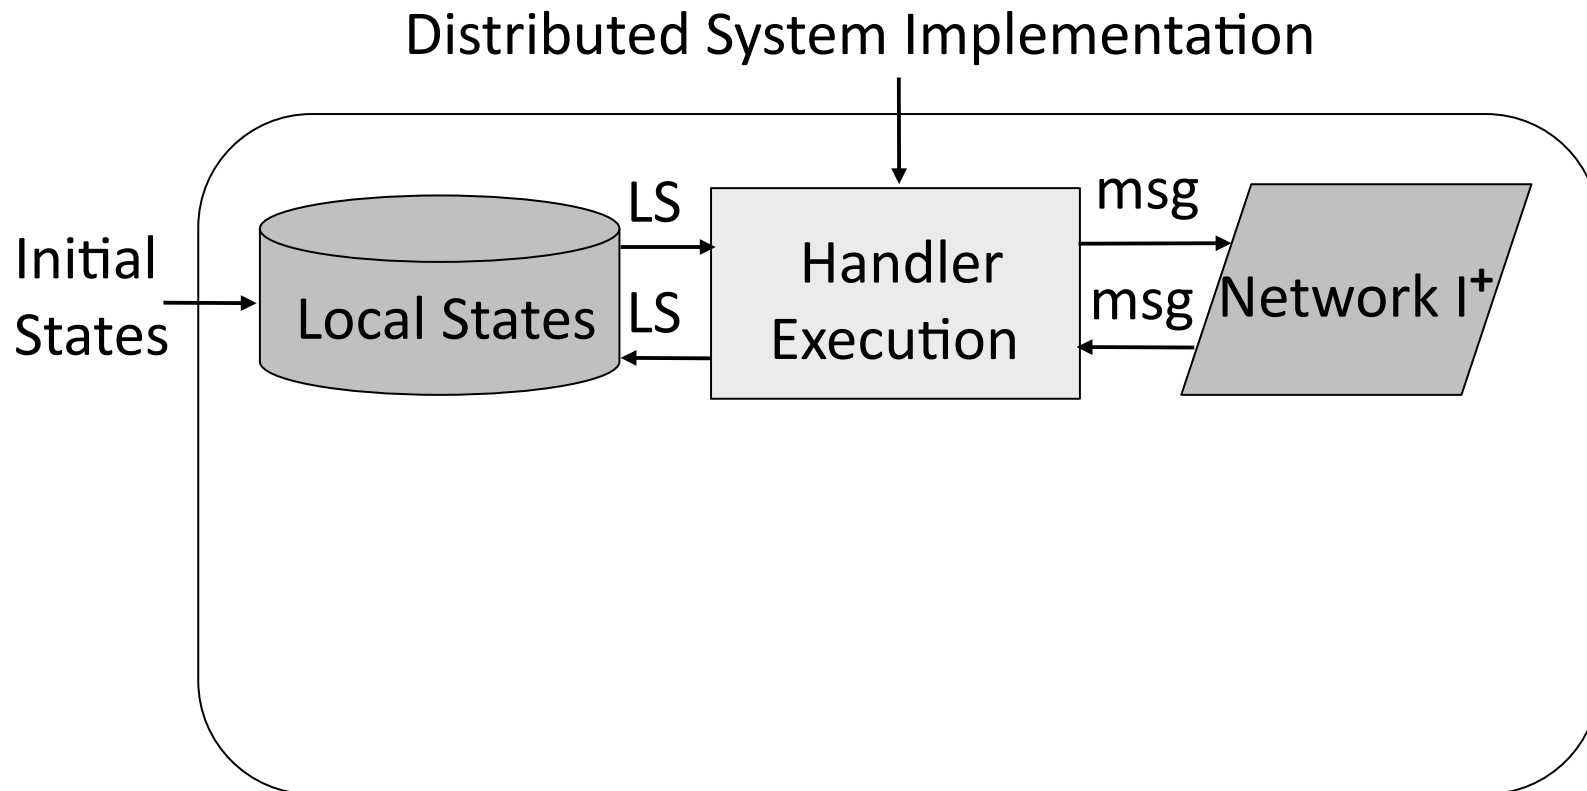 Distributed System Implementation
Initial
States
Local States
LS
LS
Handler
Execution
msg
msg
Network I⁺